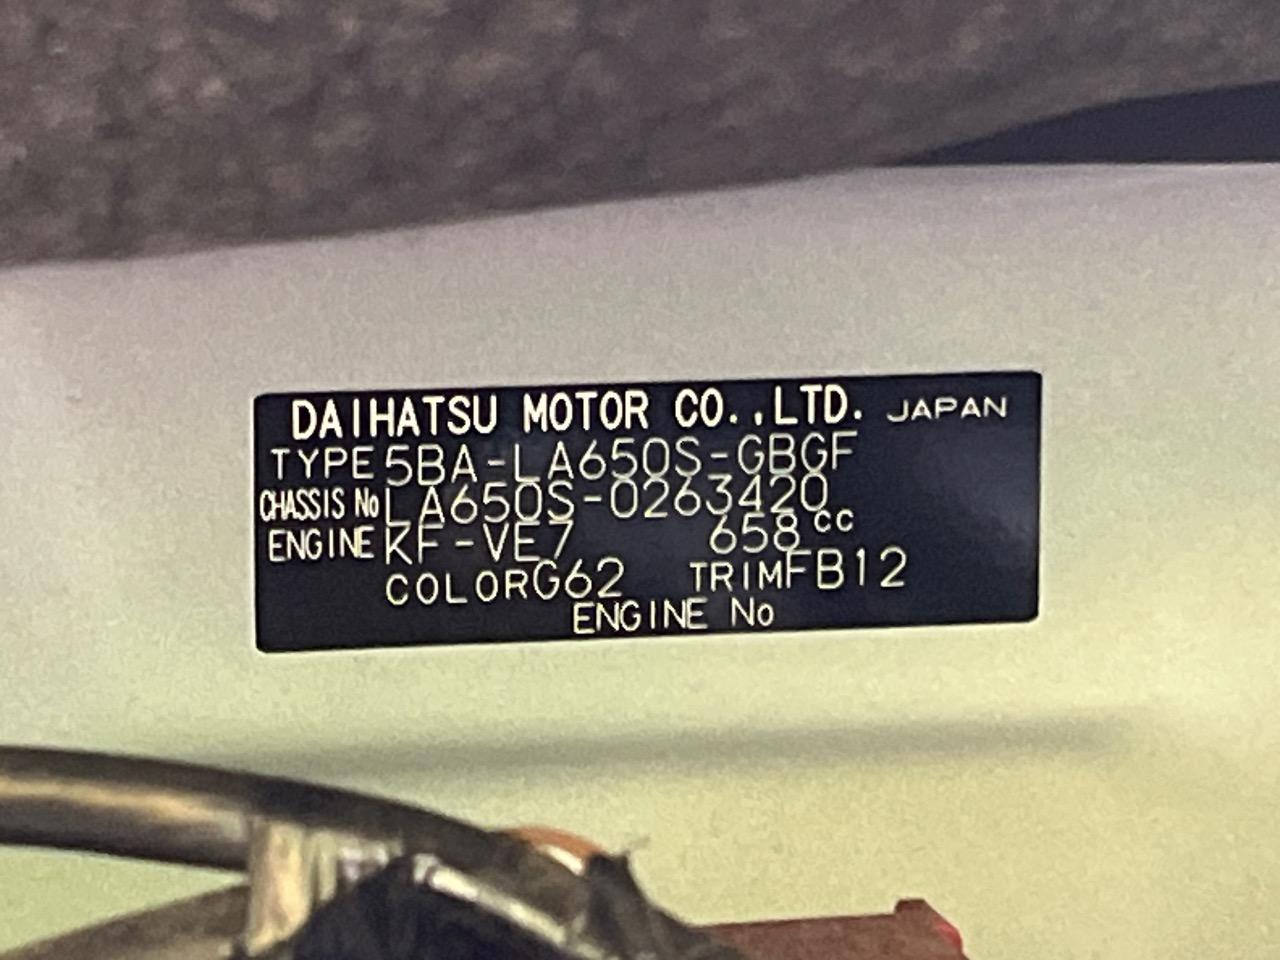 DAIHATSU MOTOR CO.,LTD. JAPAN
TYPE 5BA-LA650S-GBGF
CHASSIS No LA650S-0263420
ENGINE KF-VE7 658cc
COLOR G62 TRIM FB12
ENGINE No